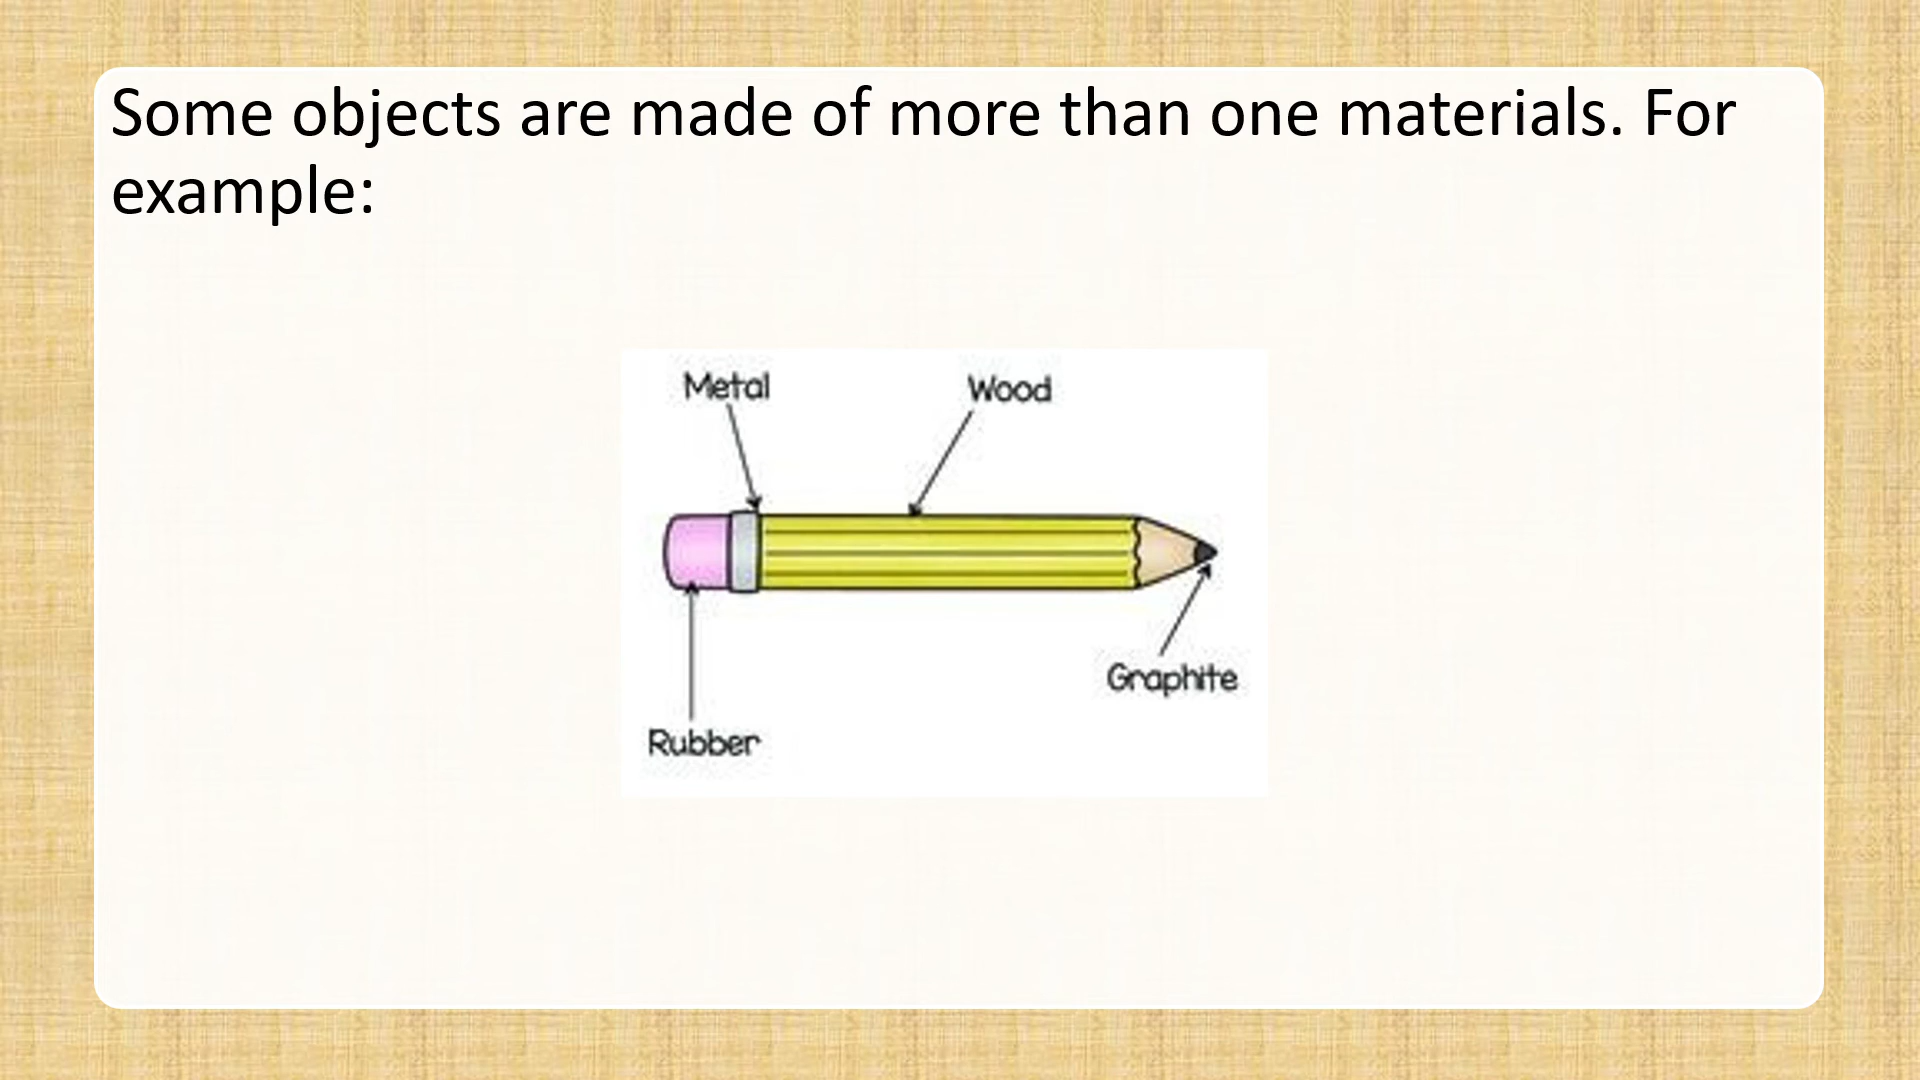 Some objects are made of more than one materials. For
example:
Metal
Wood
Graphite
Rubber